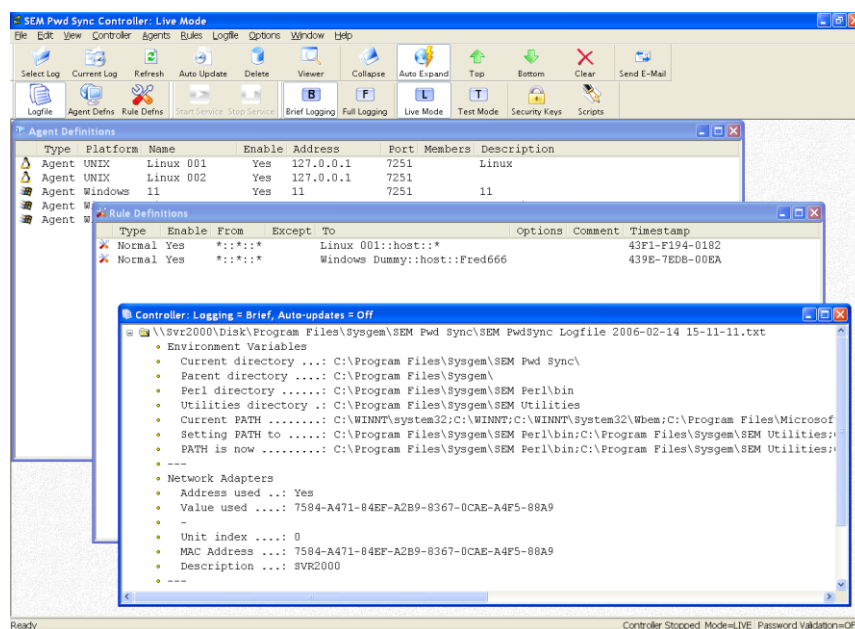 SEM Pwd Sync Controller: Live Mode
File Edit View Controller Agents Rules Logfile Options Window Help
Select Log Current Log Refresh Auto Update Delete Viewer Collapse Auto Expand Top Bottom Clear Send E-Mail
B F L T
Logfile Agent Defns Rule Defns Start Service Stop Service Brief Logging Full Logging Live Mode Test Mode Security Keys Scripts
Agent Definitions
Type Platform Name Enable Address Port Members Description
Agent UNIX Linux 001 Yes 127.0.0.1 7251 Linux
Agent UNIX Linux 002 Yes 127.0.0.1 7251
Agent Windows 11 Yes 11 7251 11
Agent W
Agent W
Rule Definitions
Type Enable From Except To Options Comment Timestamp
Normal Yes *::*::* Linux 001::host::* 43F1-F194-0182
Normal Yes *::*::* Windows Dummy::host::Fred666 439E-7EDB-00EA
Controller: Logging = Brief, Auto-updates = Off
\\Svr2000\Disk\Program Files\Sysgem\SEM Pwd Sync\SEM PwdSync Logfile 2006-02-14 15-11-11.txt
Environment Variables
Current directory ...: C:\Program Files\Sysgem\SEM Pwd Sync\
Parent directory ....: C:\Program Files\Sysgem\
Perl directory ......: C:\Program Files\Sysgem\SEM Perl\bin
Utilities directory .: C:\Program Files\Sysgem\SEM Utilities
Current PATH ........: C:\WINNT\system32;C:\WINNT;C:\WINNT\System32\Wbem;C:\Program Files\Microsof
Setting PATH to .....: C:\Program Files\Sysgem\SEM Perl\bin;C:\Program Files\Sysgem\SEM Utilities;
PATH is now .........: C:\Program Files\Sysgem\SEM Perl\bin;C:\Program Files\Sysgem\SEM Utilities;
---
Network Adapters
Address used ..: Yes
Value used ....: 7584-A471-84EF-A2B9-8367-0CAE-A4F5-88A9
~
Unit index ....: 0
MAC Address ...: 7584-A471-84EF-A2B9-8367-0CAE-A4F5-88A9
Description ...: SVR2000
---
Ready Controller Stopped Mode=LIVE Password Validation=OF